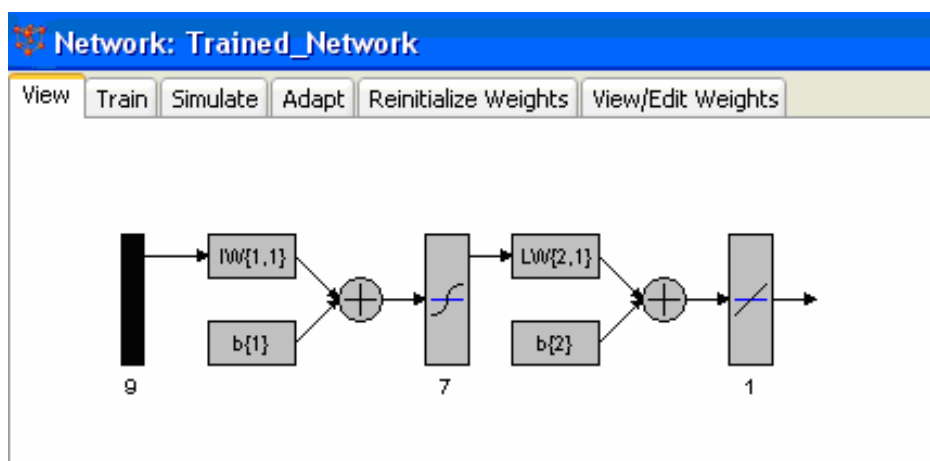 Network: Trained_Network
View Train Simulate Adapt Reinitialize Weights View/Edit Weights
IW{1,1} LW{2,1}
b{1} b{2}
9 7 1